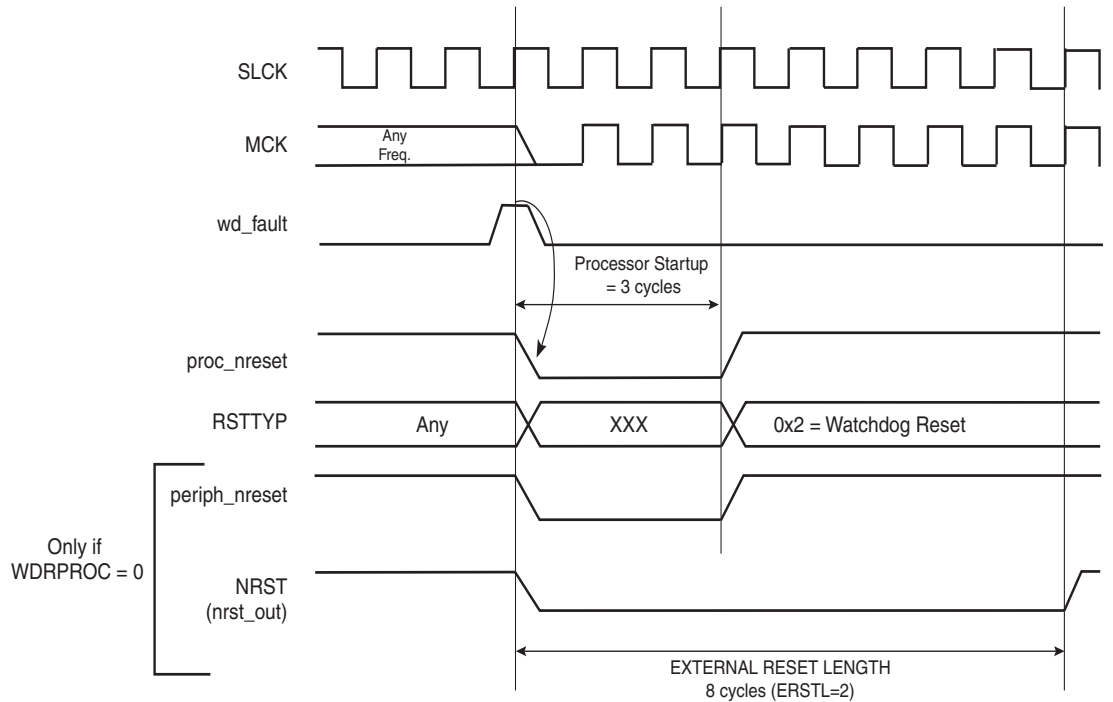 SLCK
MCK
Any
Freq.
wd_fault
Processor Startup
= 3 cycles
proc_nreset
RSTTYP
Any
XXX
0x2 = Watchdog Reset
periph_nreset
Only if
WDRPROC = 0
NRST
(nrst_out)
EXTERNAL RESET LENGTH
8 cycles (ERSTL=2)